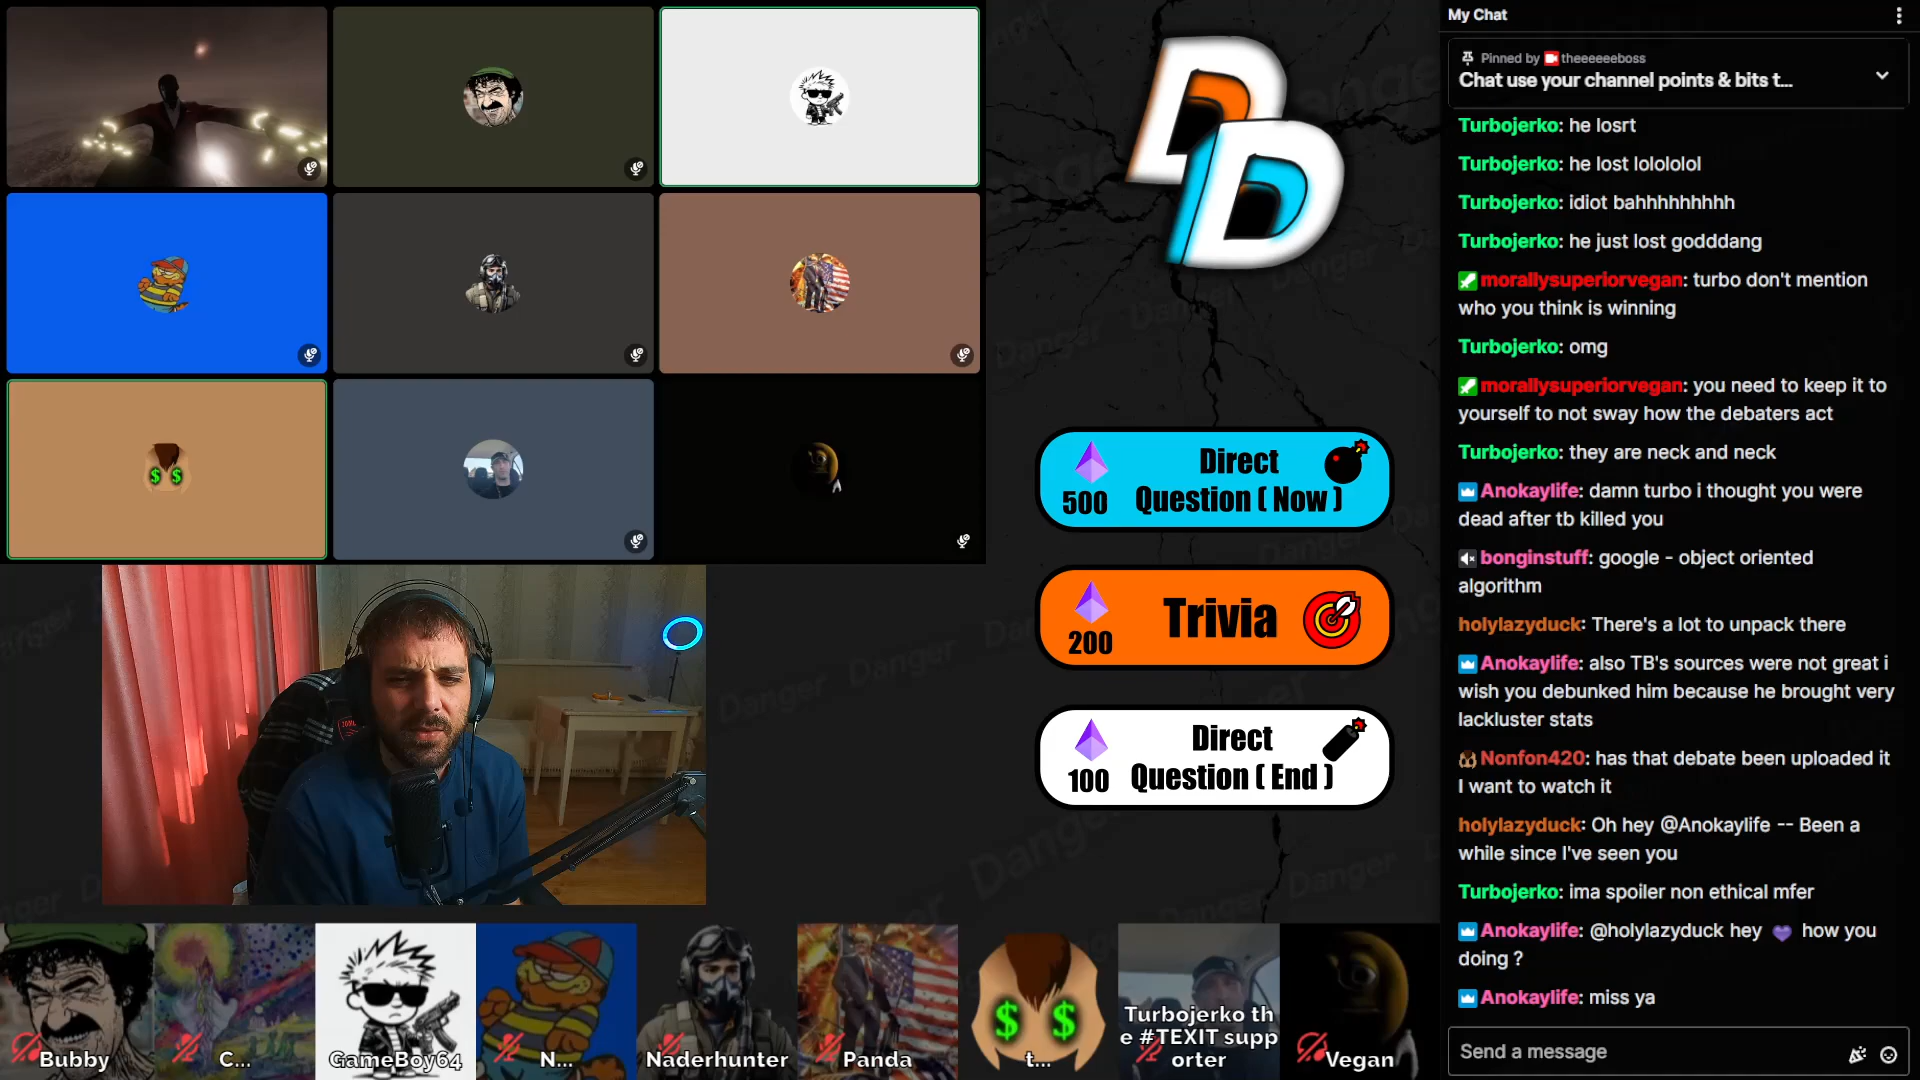 My Chat
Pinned by theeeeeeboss
Chat use your channel points & bits t...
Turbojerko: he losrt
Turbojerko: he lost lolololol
Turbojerko: idiot bahhhhhhhhh
Turbojerko: he just lost godddang
morallysuperiorvegan: turbo don't mention
who you think is winning
Turbojerko: omg
morallysuperiorvegan: you need to keep it to
yourself to not sway how the debaters act
Turbojerko: they are neck and neck
Anokaylife: damn turbo i thought you were
dead after tb killed you
bonginstuff: google - object oriented
algorithm
holylazyduck: There's a lot to unpack there
Anokaylife: also TB's sources were not great i
wish you debunked him because he brought very
lackluster stats
Nonfon420: has that debate been uploaded it
I want to watch it
holylazyduck: Oh hey @Anokaylife -- Been a
while since I've seen you
Turbojerko: ima spoiler non ethical mfer
Anokaylife: @holylazyduck hey 💜 how you
doing ?
Anokaylife: miss ya
Send a message
DD
500
Direct
Question ( Now )
200
Trivia
100
Direct
Question ( End )
Danger
Danger
Danger
Danger
$ $
Bubby
C...
GameBoy64
N...
Naderhunter
Panda
$ $
t...
Turbojerko th
e #TEXIT supp
orter
Vegan